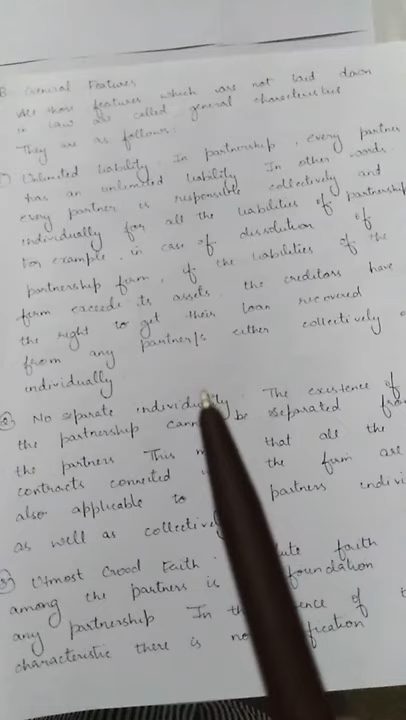 B. General Features
All those features which are not laid down
in law are called general characteristics
They are as follows:
1) Unlimited liability. In partnership, every partner
has an unlimited liability In other words.
every partner is responsible collectively and
individually for all the liabilities of partnership
For example, in case of dissolution of
partnership firm, if the liabilities of the
firm exceed its assets. the creditors have
the right to get their loan recovered
from any partner/s either collectively
individually
2) No separate individuality. The existence of
the partnership cannot be separated from
the partners This that all the
contracts connected the firm are
also applicable to partners
as well as collectively
3) Utmost Good Faith faith
among the partners is foundation
any partnership In the of
characteristic there is